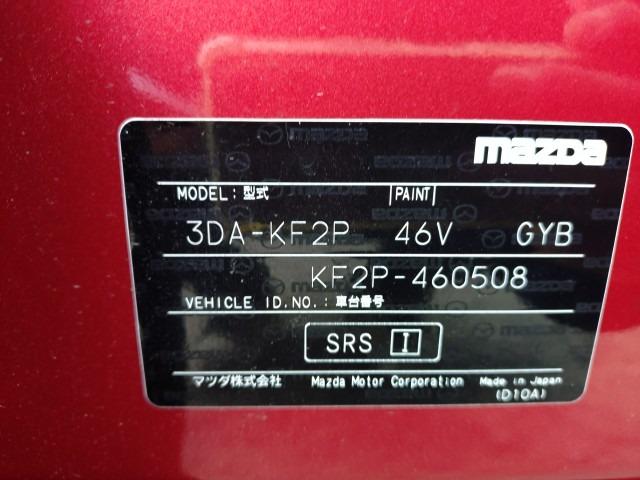 mazda
MODEL: 型式 PAINT
3DA-KF2P 46V GYB
KF2P-460508
VEHICLE ID.NO.: 車台番号
SRS I
マツダ株式会社 Mazda Motor Corporation Made in Japan
(D10A)